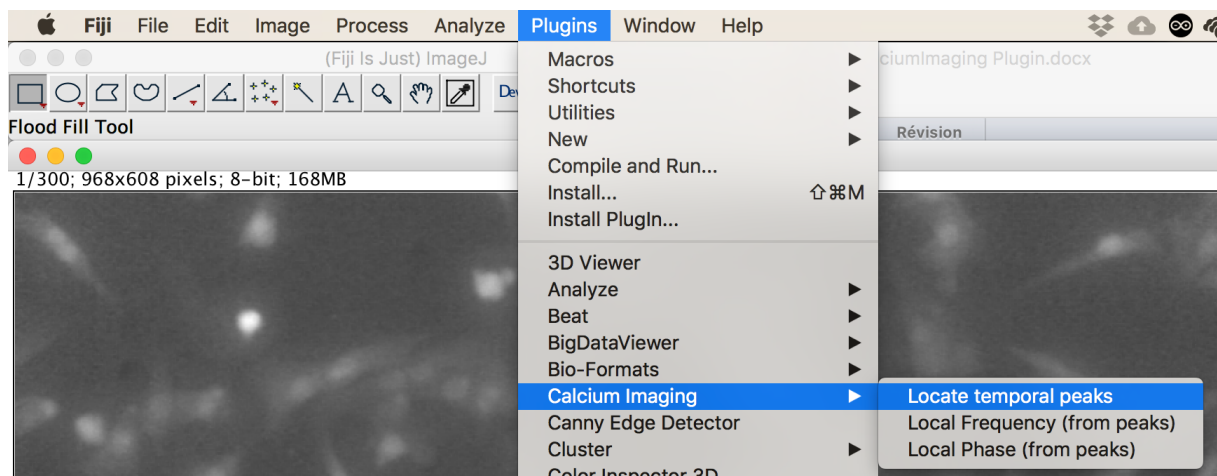 Fiji File Edit Image Process Analyze Plugins Window Help
(Fiji Is Just) ImageJ
ciumImaging Plugin.docx
A
Flood Fill Tool
Révision
1/300; 968x608 pixels; 8-bit; 168MB
Macros
Shortcuts
Utilities
New
Compile and Run...
Install... ⇧⌘M
Install PlugIn...
3D Viewer
Analyze
Beat
BigDataViewer
Bio-Formats
Calcium Imaging
Canny Edge Detector
Cluster
Color Inspector 3D
Locate temporal peaks
Local Frequency (from peaks)
Local Phase (from peaks)